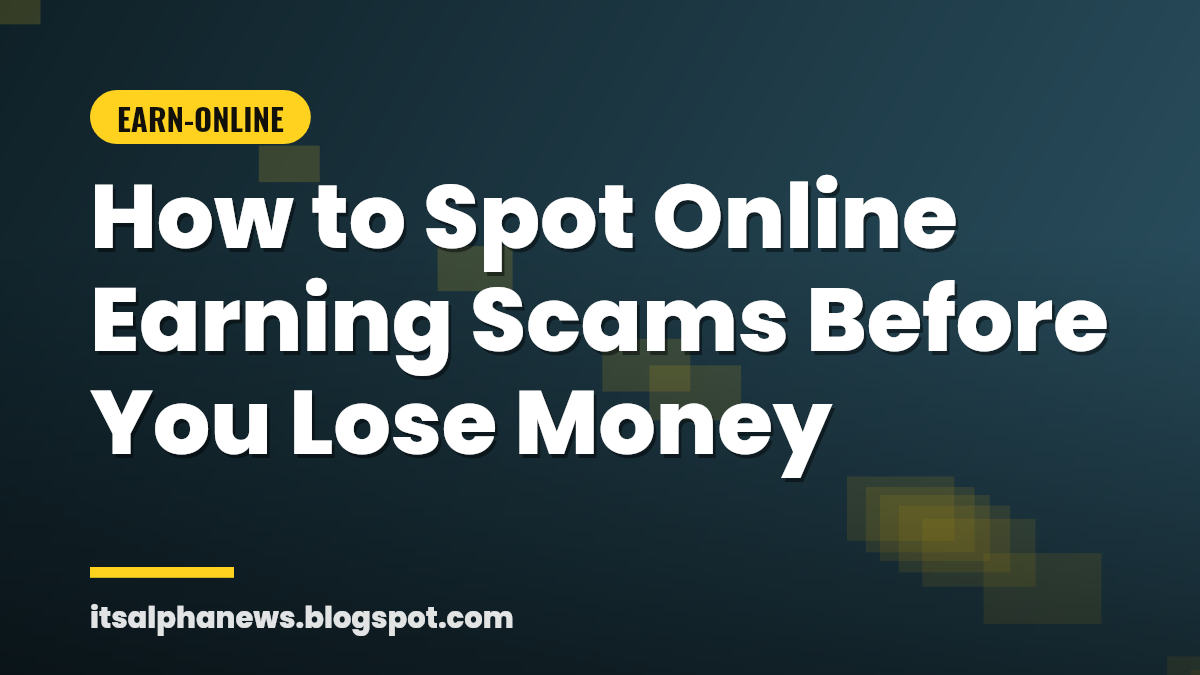 EARN-ONLINE
How to Spot Online
Earning Scams Before
You Lose Money
itsalphanews.blogspot.com